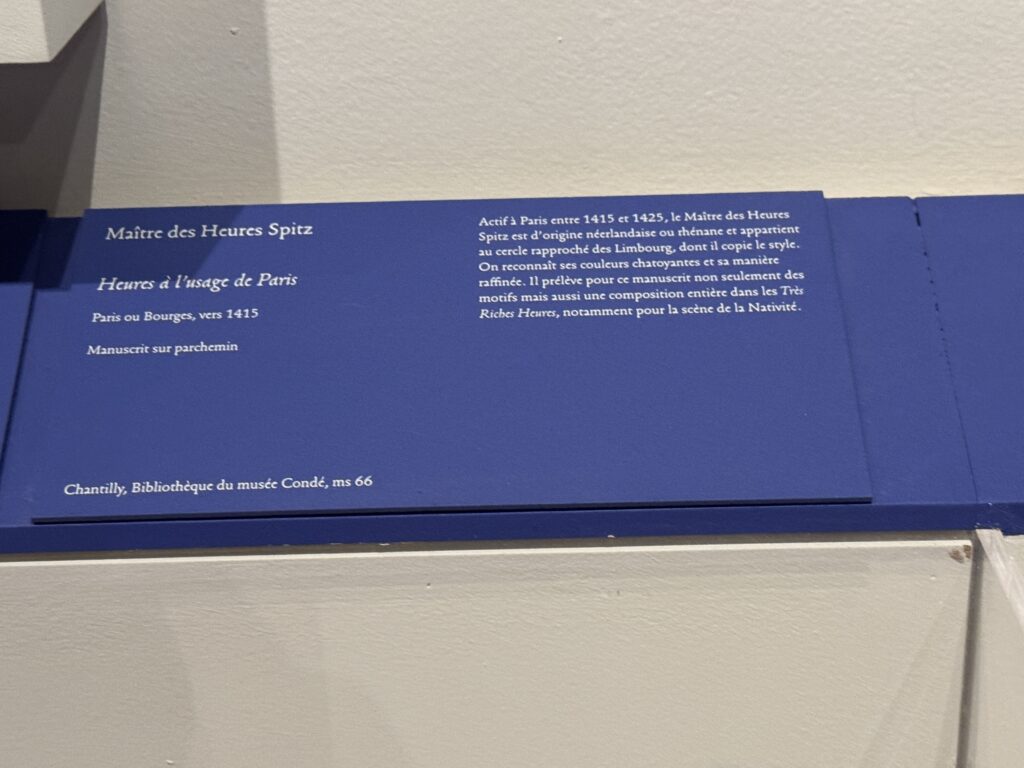 Maître des Heures Spitz
Heures à l'usage de Paris
Paris ou Bourges, vers 1415
Manuscrit sur parchemin
Chantilly, Bibliothèque du musée Condé, ms 66
Actif à Paris entre 1415 et 1425, le Maître des Heures
Spitz est d'origine néerlandaise ou rhénane et appartient
au cercle rapproché des Limbourg, dont il copie le style.
On reconnaît ses couleurs chatoyantes et sa manière
raffinée. Il prélève pour ce manuscrit non seulement des
motifs mais aussi une composition entière dans les Très
Riches Heures, notamment pour la scène de la Nativité.